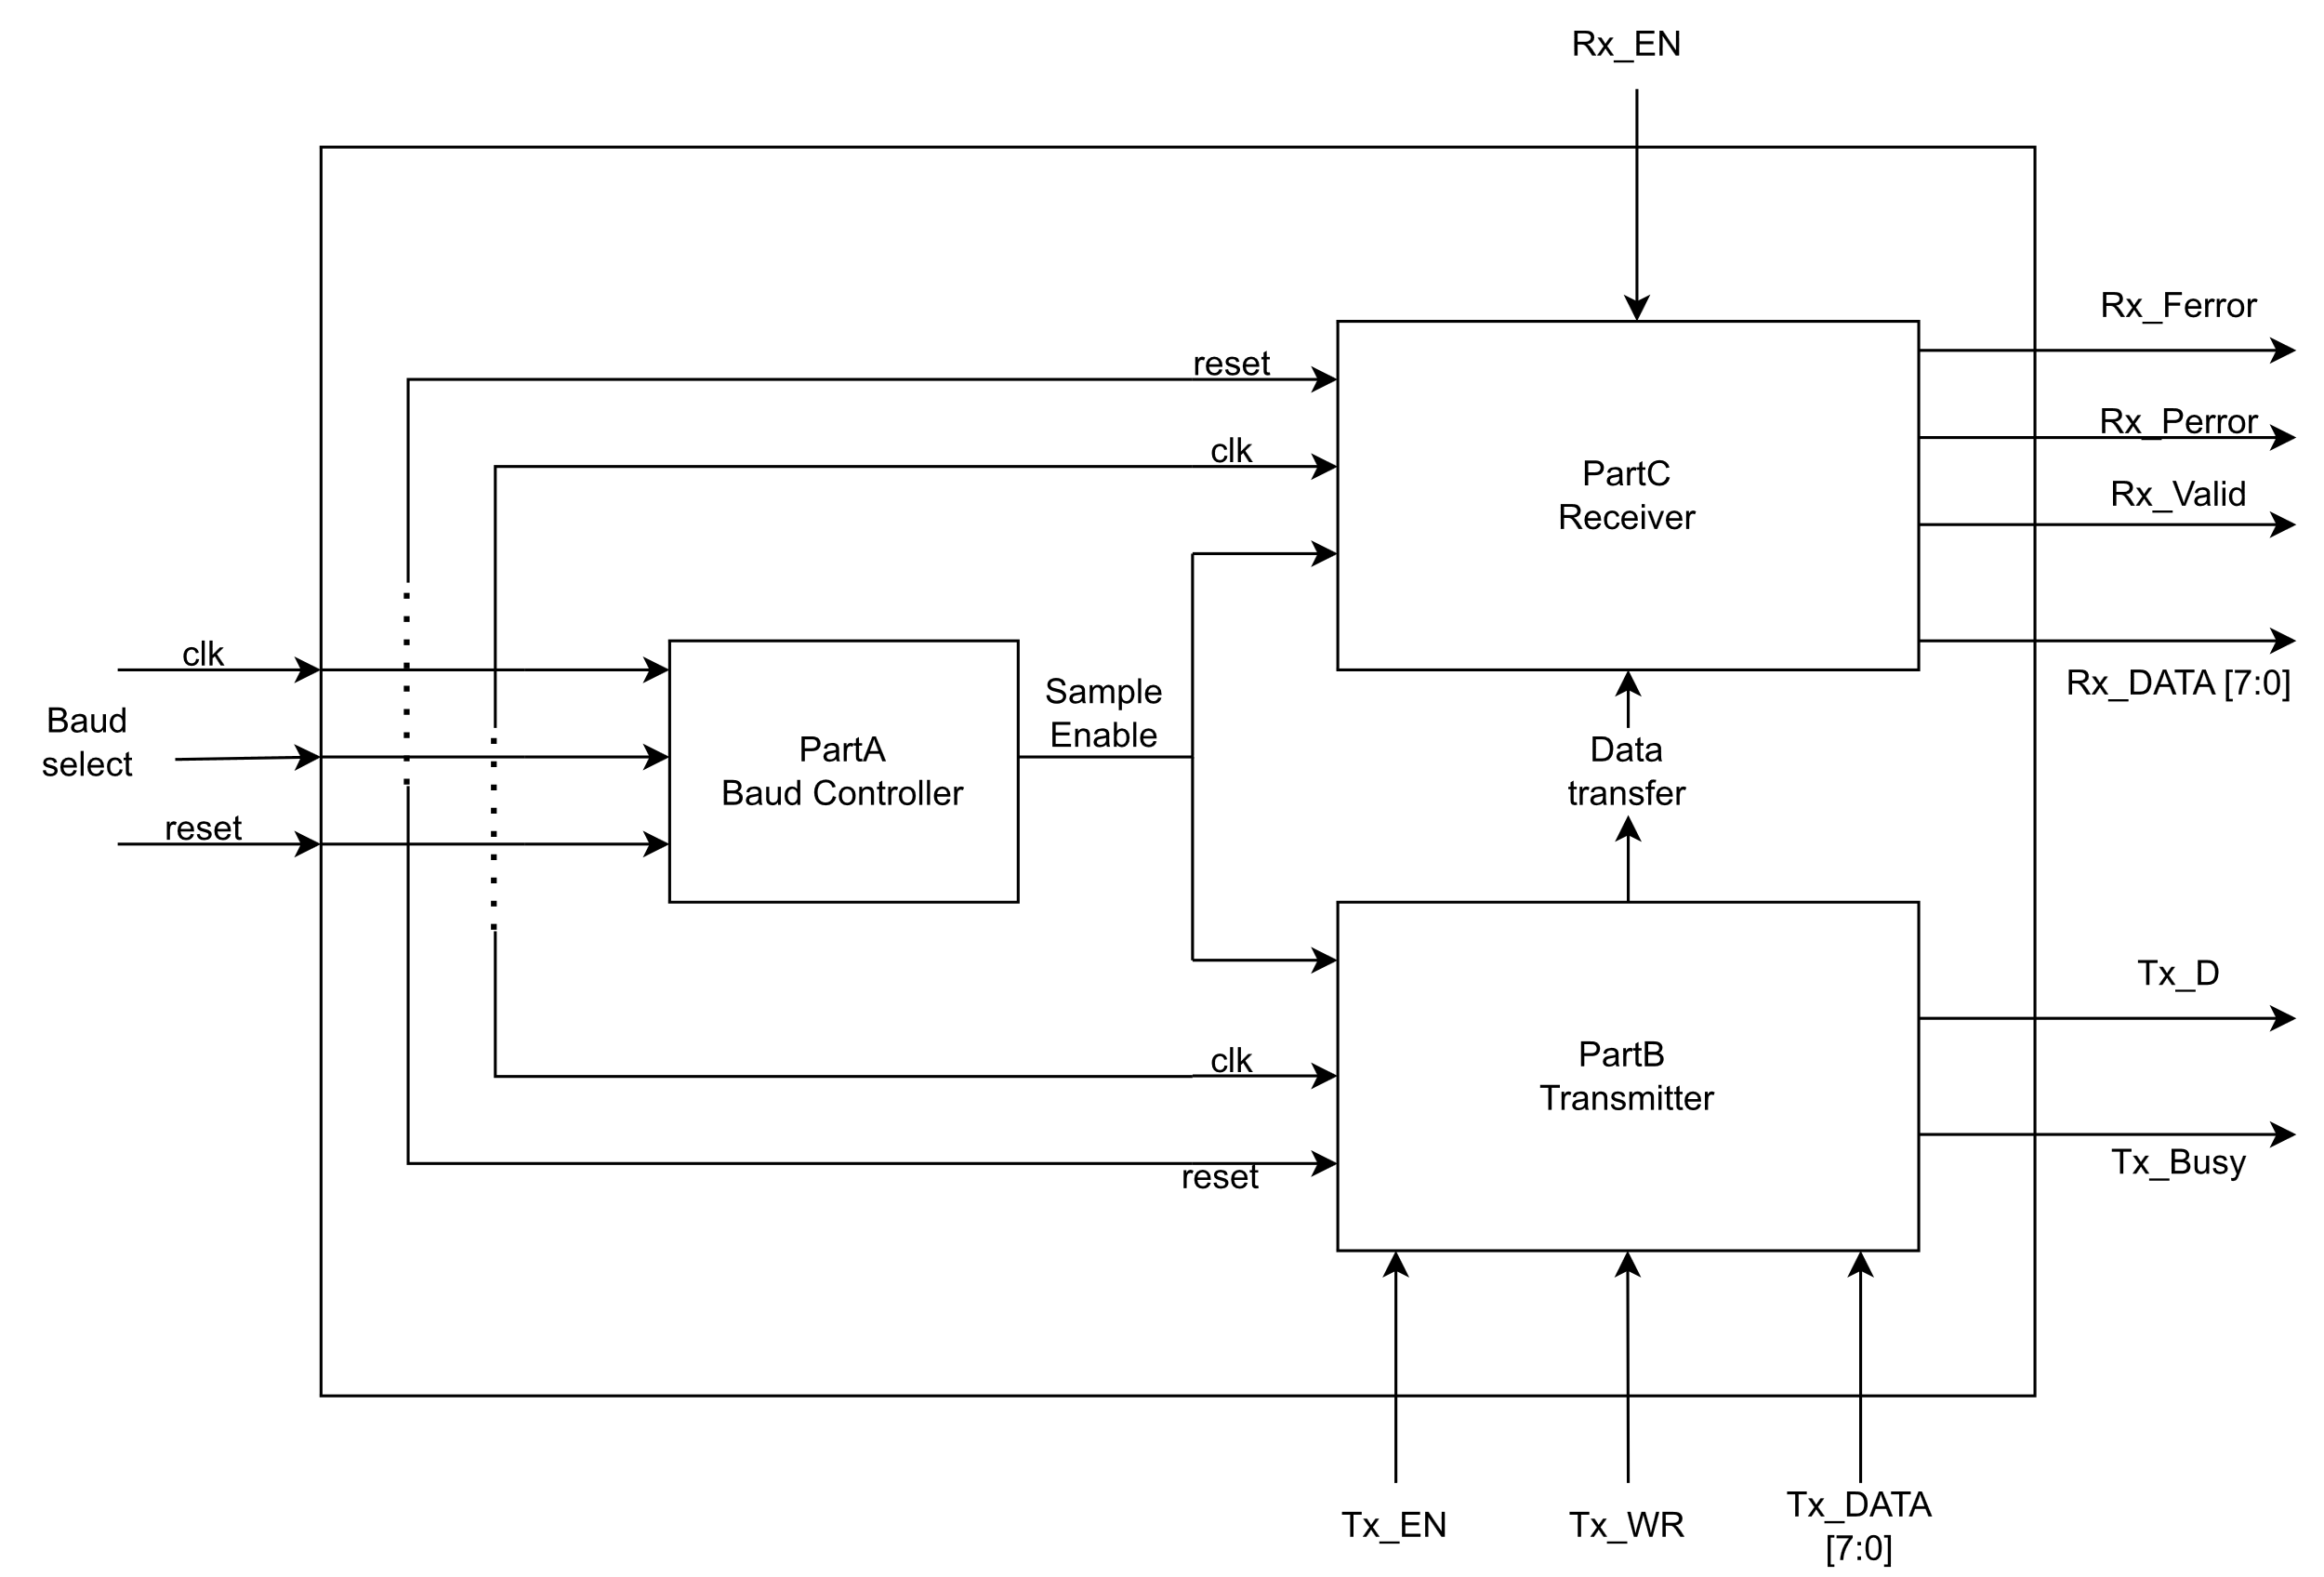 Rx_EN
Rx_Ferror
reset
Rx_Perror
clk
PartC
Receiver
Rx_Valid
clk
Rx_DATA [7:0]
Baud
select
Sample
Enable
PartA
Baud Controller
Data
transfer
reset
Tx_D
clk
PartB
Transmitter
reset
Tx_Busy
Tx_EN
Tx_WR
Tx_DATA
[7:0]